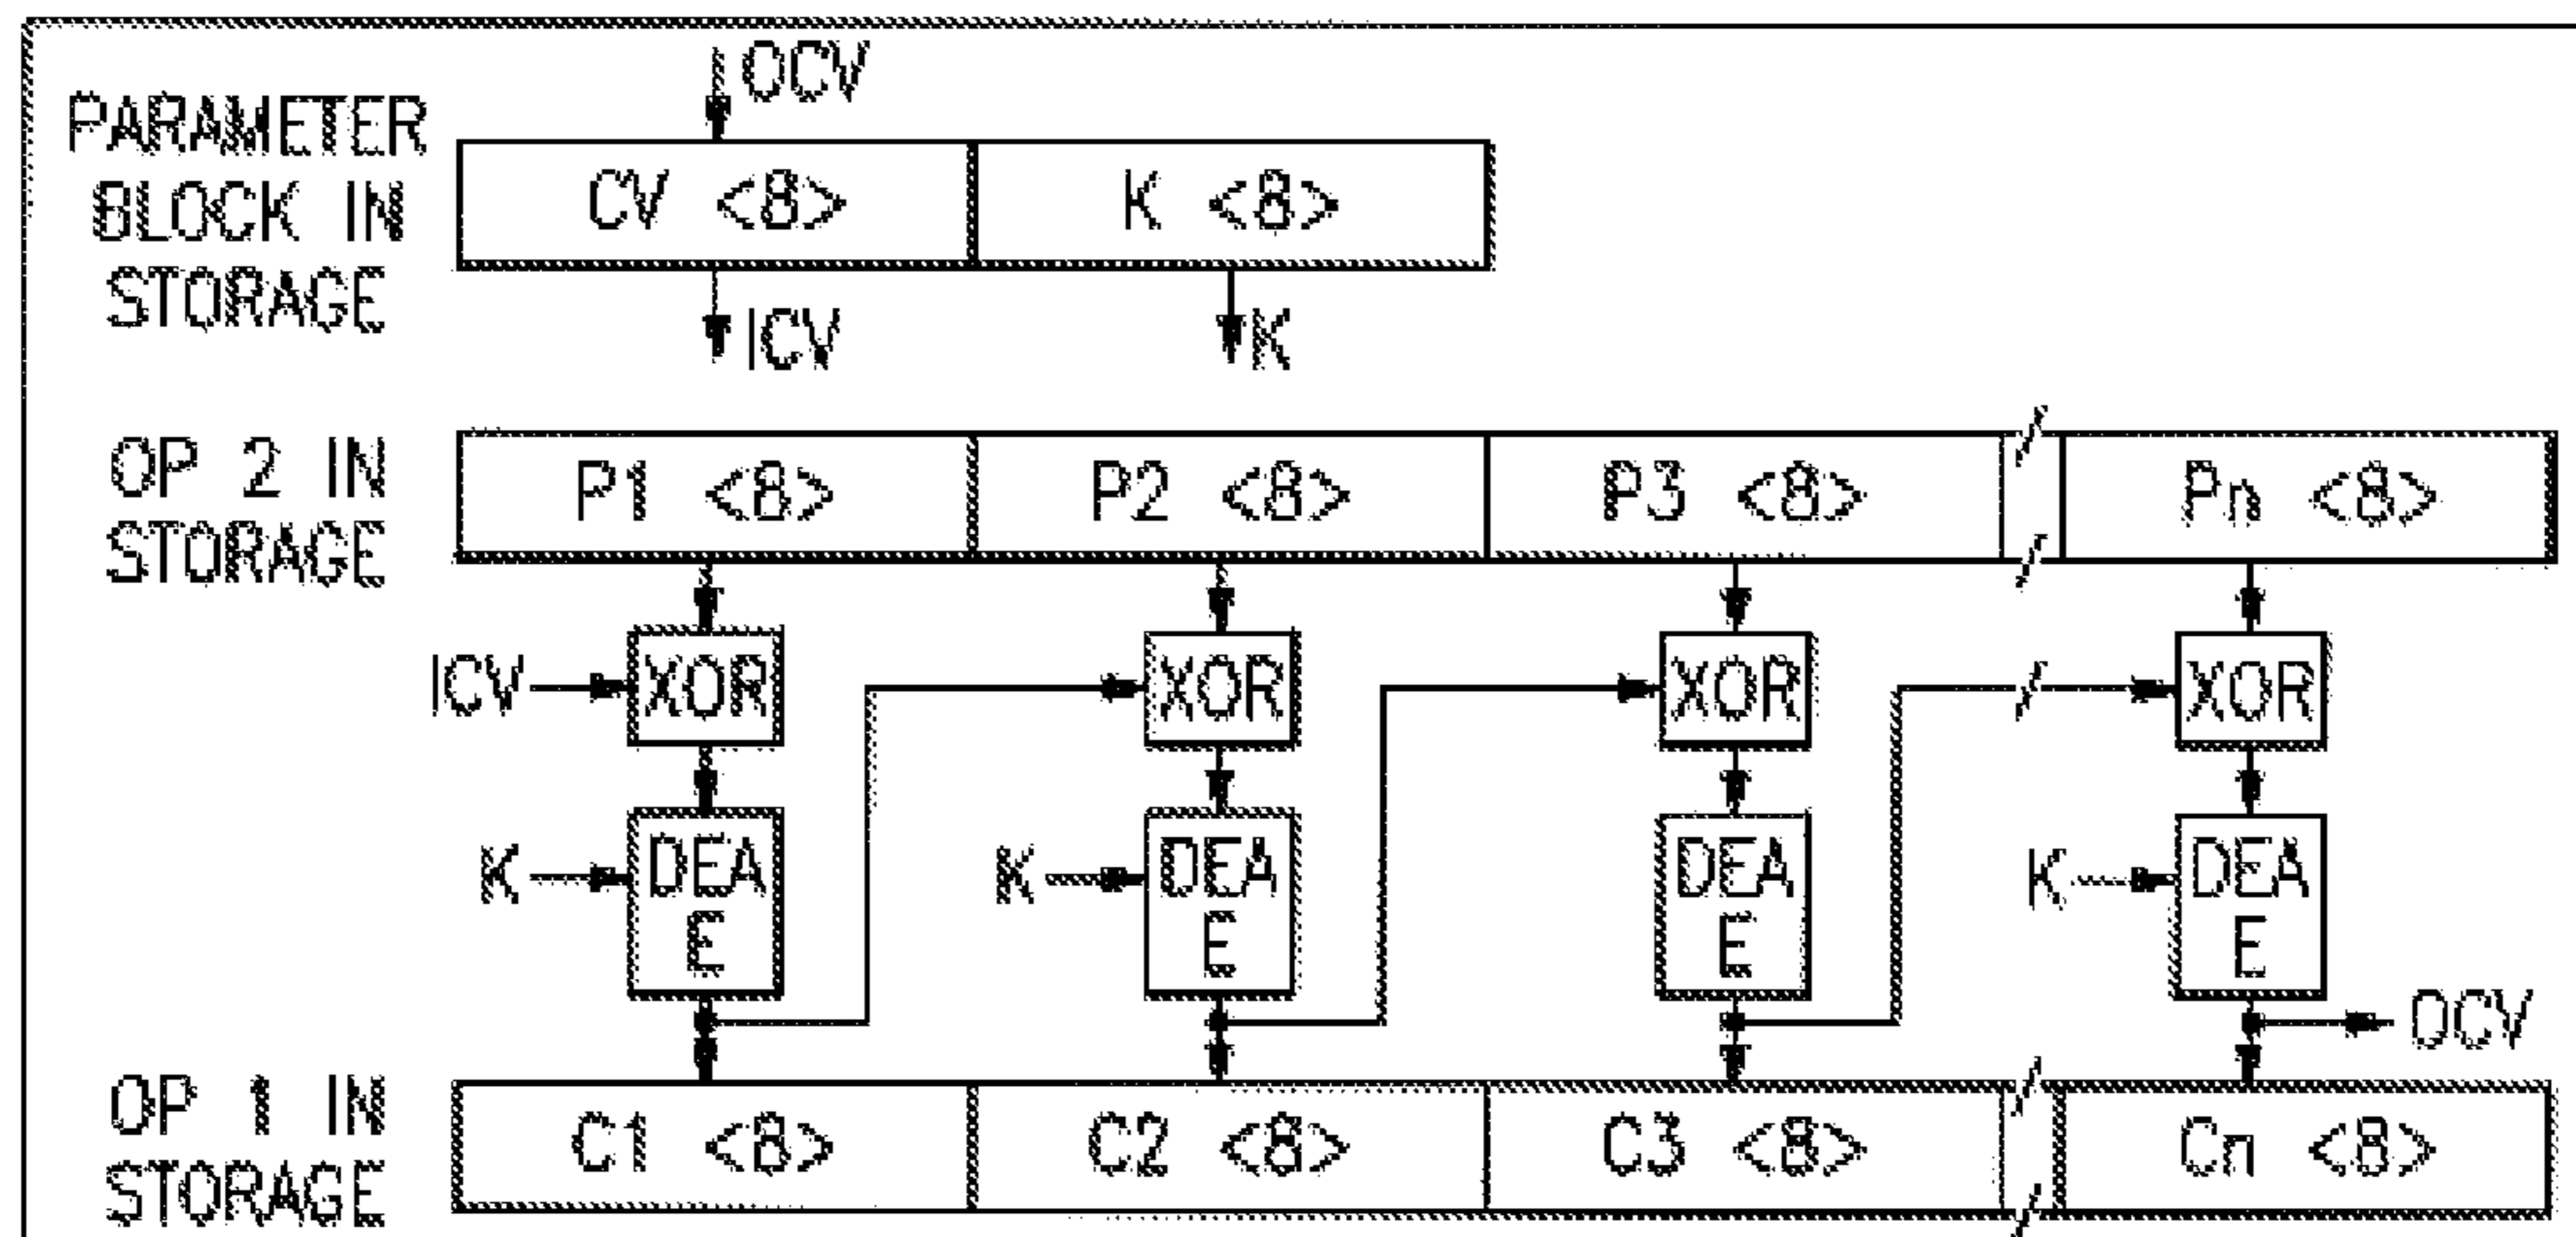 OCV
PARAMETER
BLOCK IN
STORAGE
CV <8>
K <8>
ICV
K
OP 2 IN
STORAGE
P1 <8>
P2 <8>
P3 <8>
Pn <8>
ICV
XOR
XOR
XOR
XOR
K
DEA
E
K
DEA
E
DEA
E
K
DEA
E
OCV
OP 1 IN
STORAGE
C1 <8>
C2 <8>
C3 <8>
Cn <8>